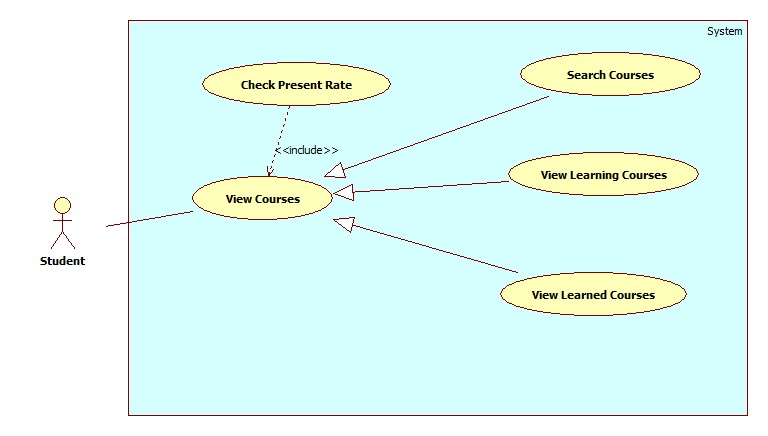 System
Check Present Rate
Search Courses
<<include>>
View Learning Courses
View Courses
Student
View Learned Courses